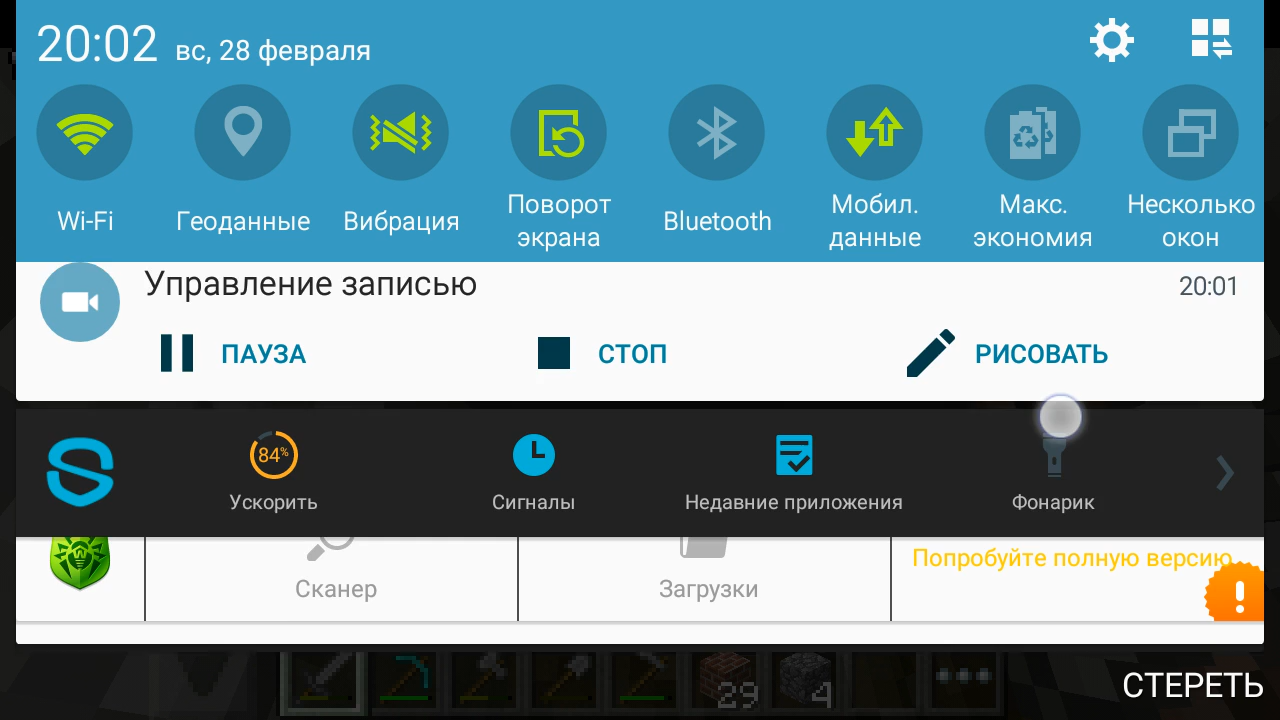 20:02 вс, 28 февраля
Wi-Fi
Геоданные
Вибрация
Поворот
экрана
Bluetooth
Мобил.
данные
Макс.
экономия
Несколько
окон
Управление записью
20:01
ПАУЗА
СТОП
РИСОВАТЬ
84%
Ускорить
Сигналы
Недавние приложения
Фонарик
Сканер
Загрузки
Попробуйте полную версию
29
4
СТЕРЕТЬ